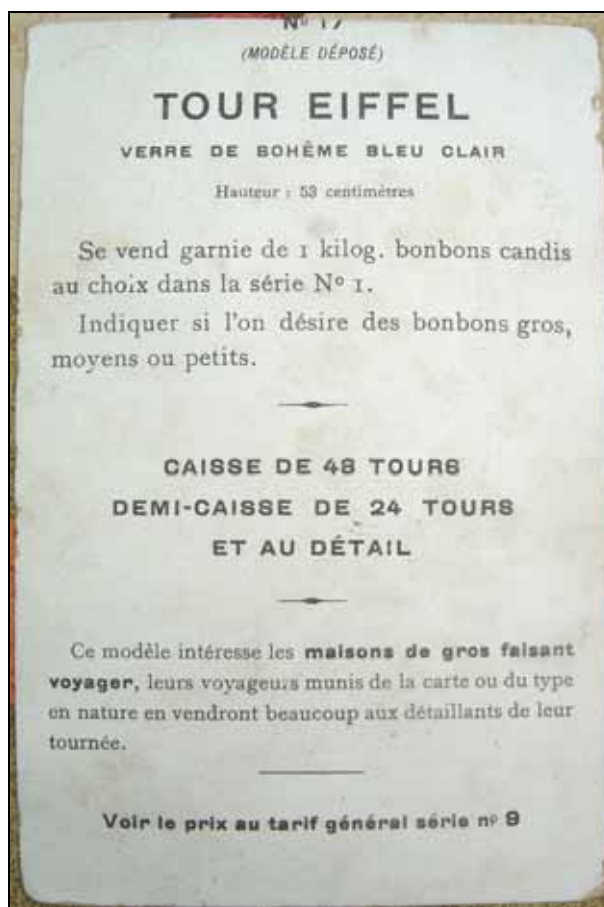 Nº 17
(MODÈLE DÉPOSÉ)
TOUR EIFFEL
VERRE DE BOHÊME BLEU CLAIR
Hauteur : 53 centimètres
Se vend garnie de 1 kilog. bonbons candis
au choix dans la série Nº 1.
Indiquer si l'on désire des bonbons gros,
moyens ou petits.
CAISSE DE 48 TOURS
DEMI-CAISSE DE 24 TOURS
ET AU DÉTAIL
Ce modèle intéresse les maisons de gros faisant
voyager, leurs voyageurs munis de la carte ou du type
en nature en vendront beaucoup aux détaillants de leur
tournée.
Voir le prix au tarif général série nº 9